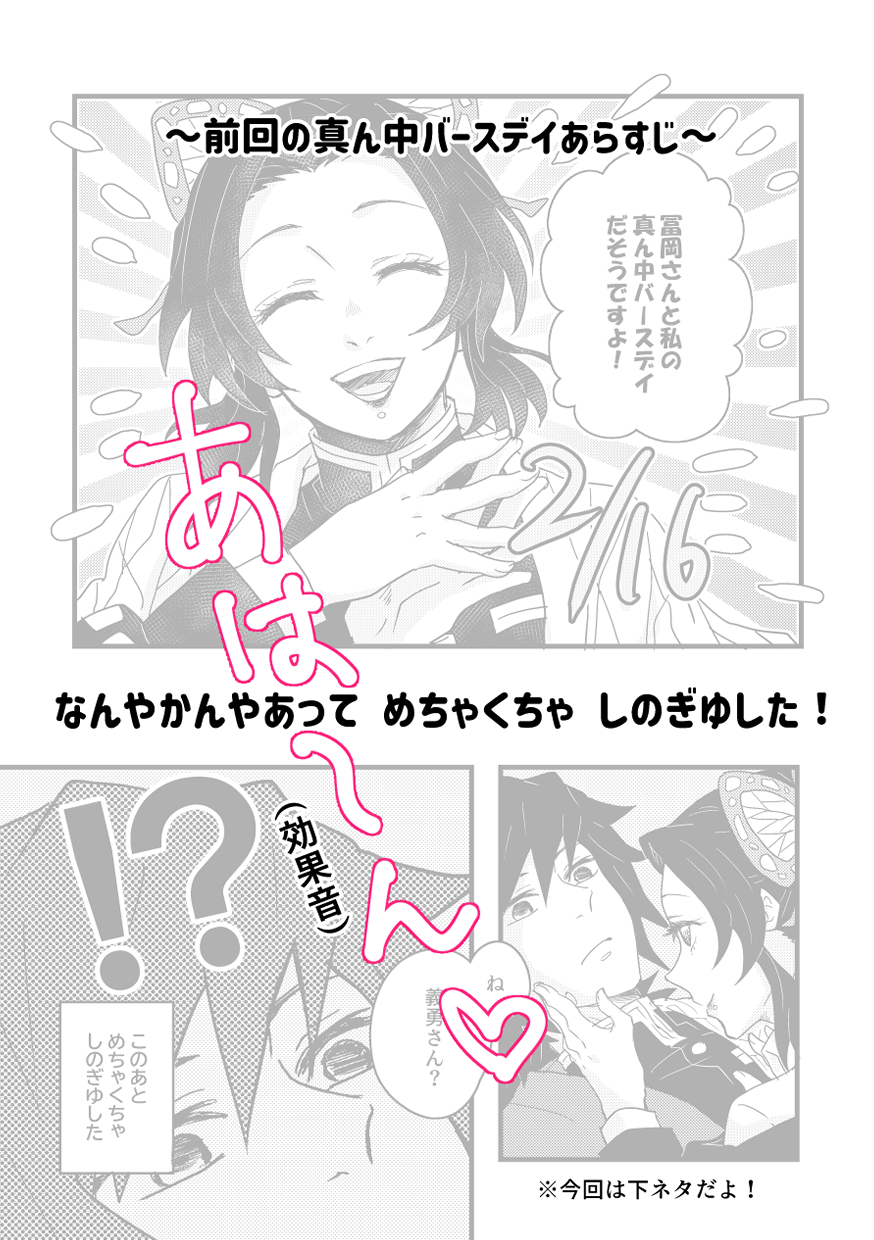 ～前回の真ん中バースデイあらすじ～
冨岡さんと私の
真ん中バースデイ
だそうですよ！
2/16
あは～ん♡
(効果音)
なんやかんやあって めちゃくちゃ しのぎゆした！
ね
義勇さん？
!?
このあと
めちゃくちゃ
しのぎゆした
※今回は下ネタだよ！